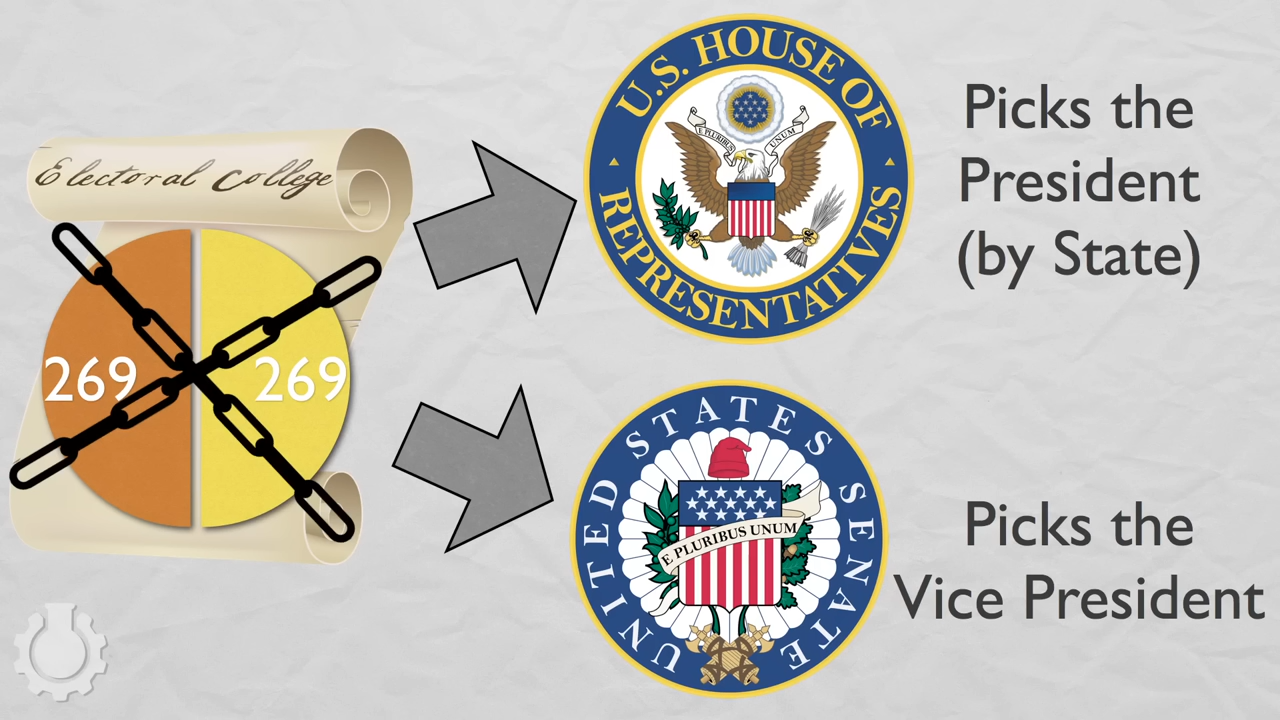 Electoral College
269
269
U.S. HOUSE OF
REPRESENTATIVES
E PLURIBUS UNUM
Picks the
President
(by State)
UNITED STATES SENATE
E PLURIBUS UNUM
Picks the
Vice President